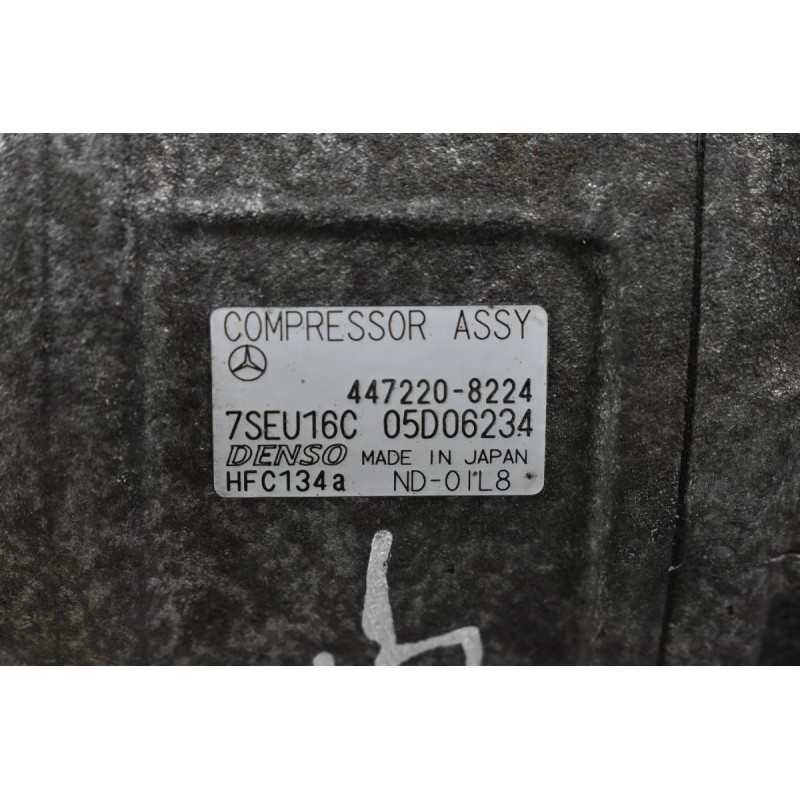 COMPRESSOR ASSY
447220-8224
7SEU16C 05D06234
DENSO MADE IN JAPAN
HFC134a ND-OIL8